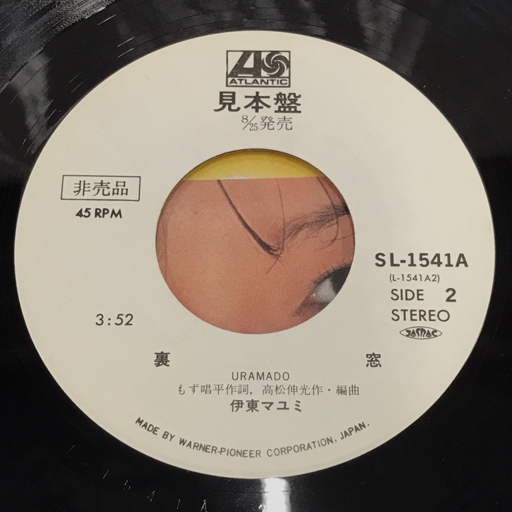 ATLANTIC
見本盤
8/25発売
非売品
45 RPM
SL-1541A
(L-1541A2)
SIDE 2
STEREO
JASRAC
3:52
裏 窓
URAMADO
もず唱平作詞, 高松伸光作・編曲
伊東マユミ
MADE BY WARNER-PIONEER CORPORATION, JAPAN.